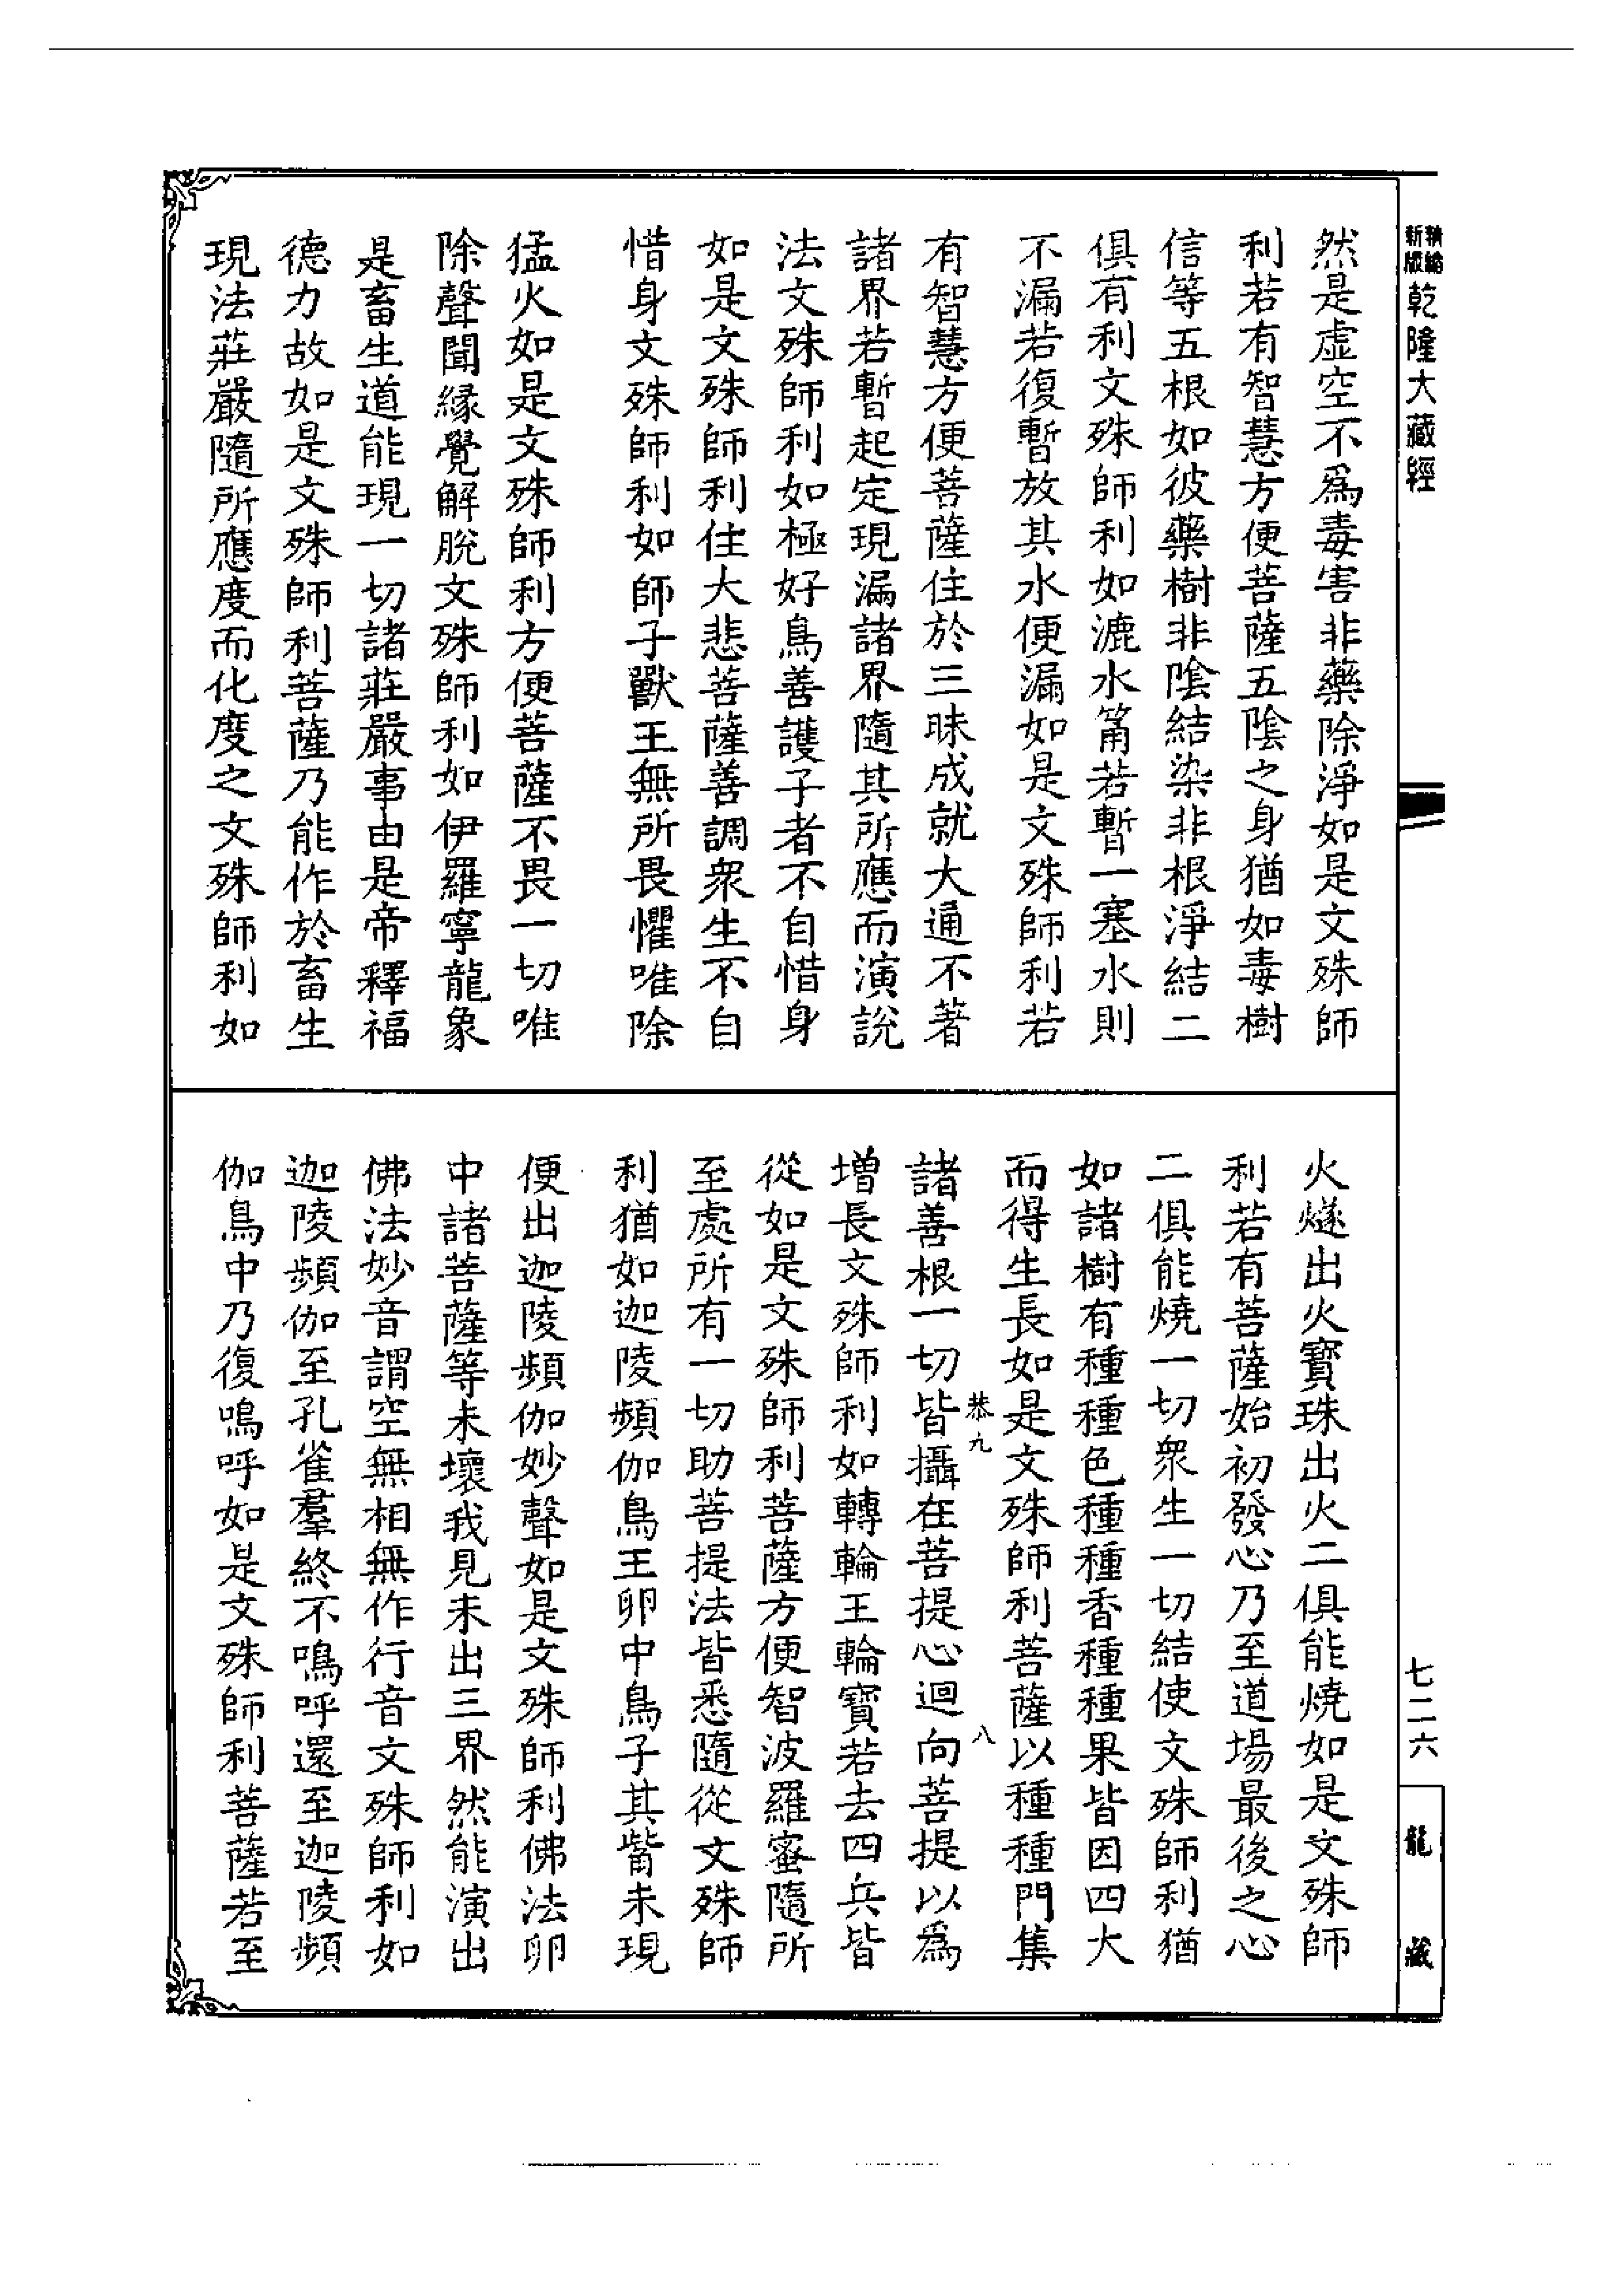 精縮新版乾隆大藏經
然是虛空不爲毒害非藥除淨如是文殊師
利若有智慧方便菩薩五陰之身猶如毒樹
信等五根如彼藥樹非陰結染非根淨結二
俱有利文殊師利如漉水筩若暫一塞水則
不漏若復暫放其水便漏如是文殊師利若
有智慧方便菩薩住於三昧成就大通不著
諸界若暫起定現漏諸界隨其所應而演說
法文殊師利如極好鳥善護子者不自惜身
如是文殊師利住大悲菩薩善調衆生不自
惜身文殊師利如師子獸王無所畏懼唯除
猛火如是文殊師利方便菩薩不畏一切唯
除聲聞緣覺解脫文殊師利如伊羅寧龍象
是畜生道能現一切諸莊嚴事由是帝釋福
德力故如是文殊師利菩薩乃能作於畜生
現法莊嚴隨所應度而化度之文殊師利如
火燧出火寶珠出火二俱能燒如是文殊師
利若有菩薩始初發心乃至道場最後之心
二俱能燒一切衆生一切結使文殊師利猶
如諸樹有種種色種種香種種果皆因四大
而得生長如是文殊師利菩薩以種種門集
恭九 八
諸善根一切皆攝在菩提心迴向菩提以爲
增長文殊師利如轉輪王輪寶若去四兵皆
從如是文殊師利菩薩方便智波羅蜜隨所
至處所有一切助菩提法皆悉隨從文殊師
利猶如迦陵頻伽鳥王卵中鳥子其觜未現
便出迦陵頻伽妙聲如是文殊師利佛法卵
中諸菩薩等未壞我見未出三界然能演出
佛法妙音謂空無相無作行音文殊師利如
迦陵頻伽至孔雀羣終不鳴呼還至迦陵頻
伽鳥中乃復鳴呼如是文殊師利菩薩若至
七二六
龍藏